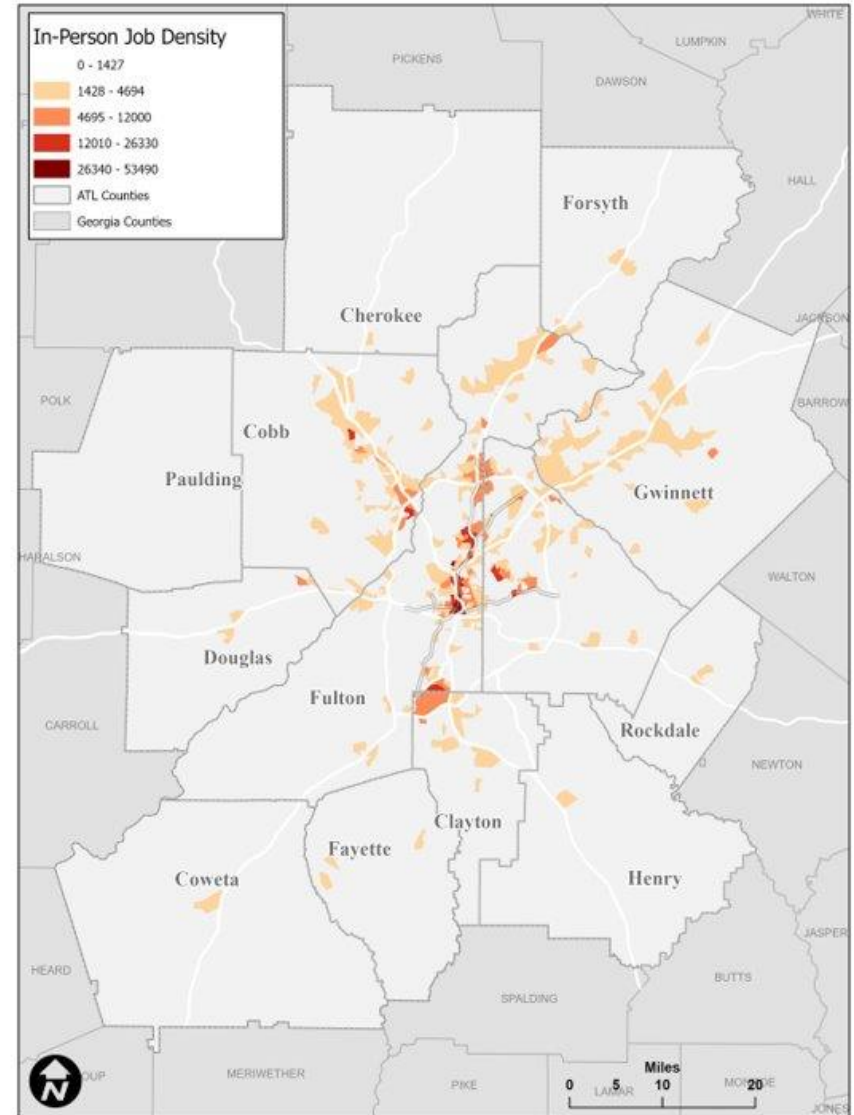 In-Person Job Density
0 - 1427
1428 - 4694
4695 - 12000
12010 - 26330
26340 - 53490
ATL Counties
Georgia Counties
WHITE
LUMPKIN
PICKENS
DAWSON
HALL
Forsyth
Cherokee
JACKSON
POLK
BARROW
Cobb
Paulding
Gwinnett
HARALSON
WALTON
Douglas
Fulton
CARROLL
Rockdale
NEWTON
Clayton
Fayette
Coweta
Henry
JASPER
HEARD
BUTTS
SPALDING
Miles
0 5 10 20
MERIWETHER
PIKE
LAMAR
MONROE
OUP
JONES
N